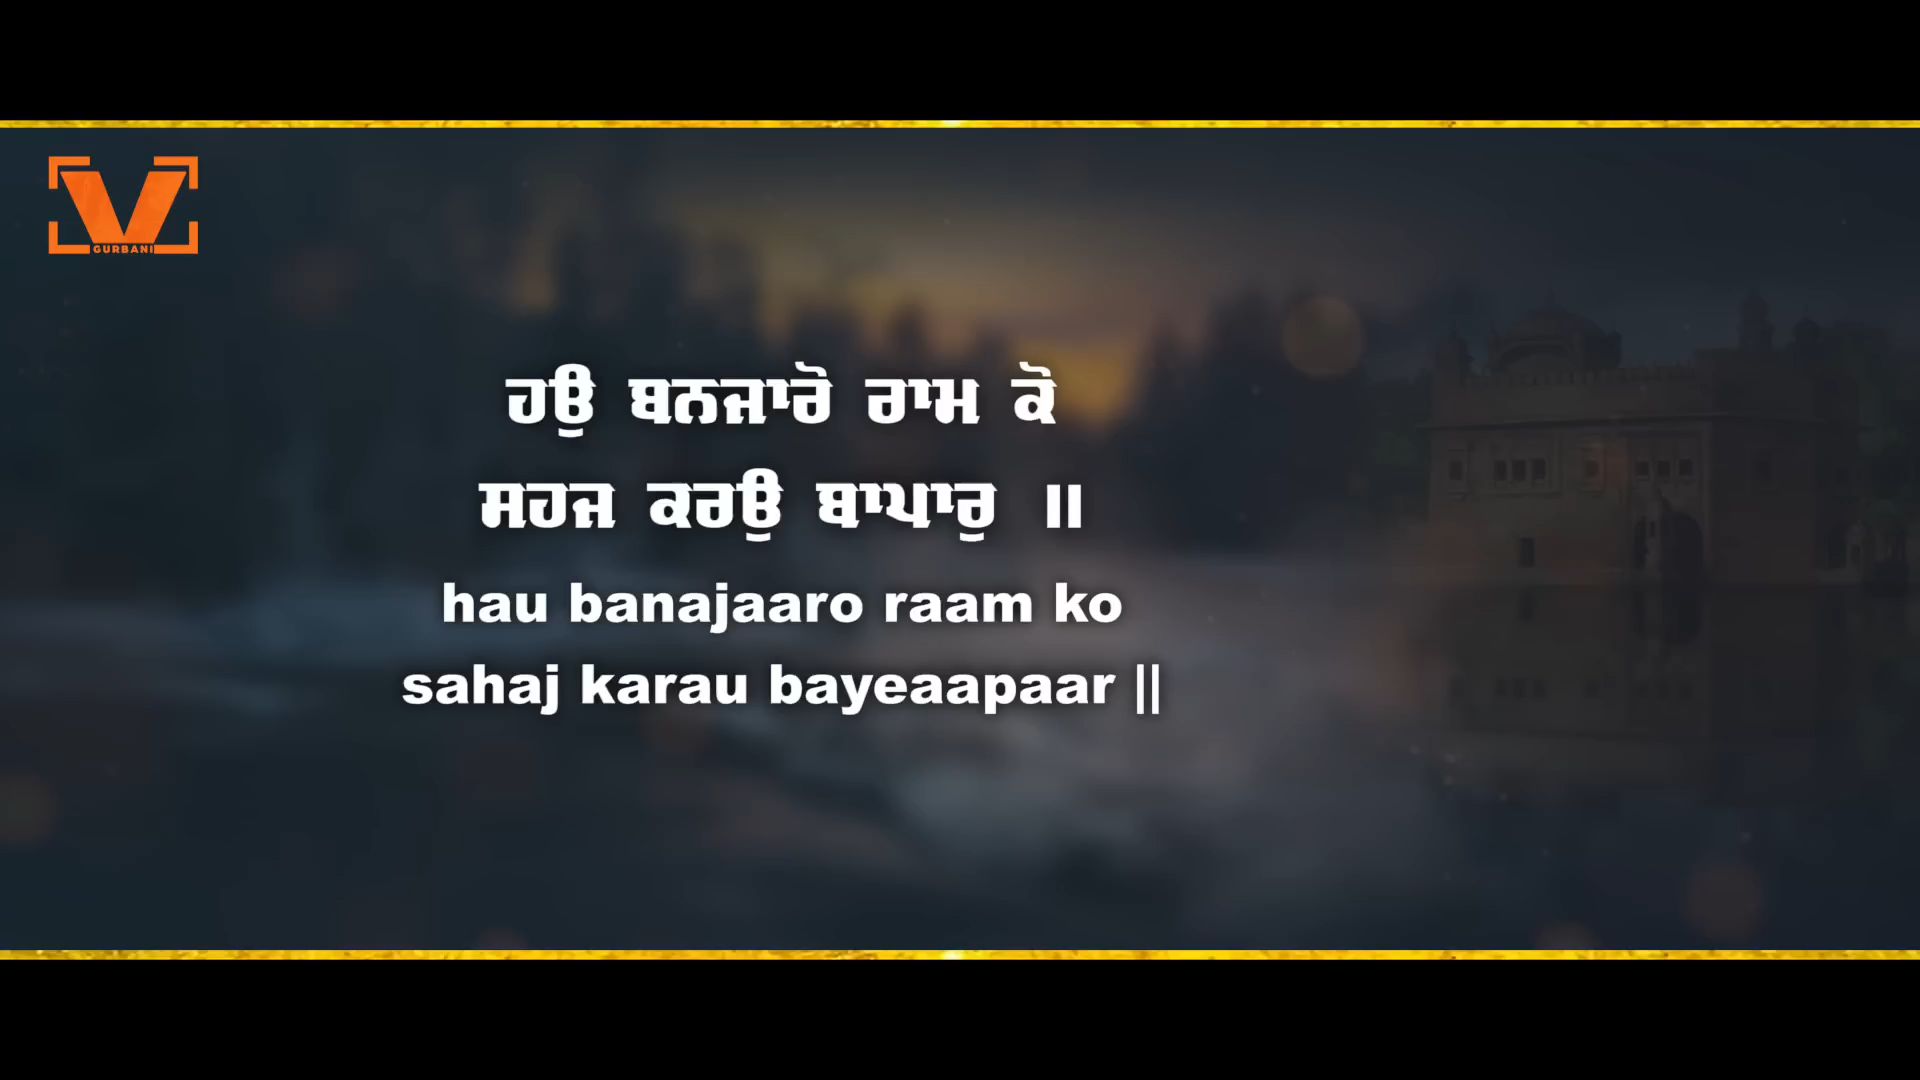 GURBANI
ਹਉ ਬਨਜਾਰੋ ਰਾਮ ਕੋ
ਸਹਜ ਕਰਉ ਬਾਪਾਰੁ ॥
hau banajaaro raam ko
sahaj karau bayeaapaar ||